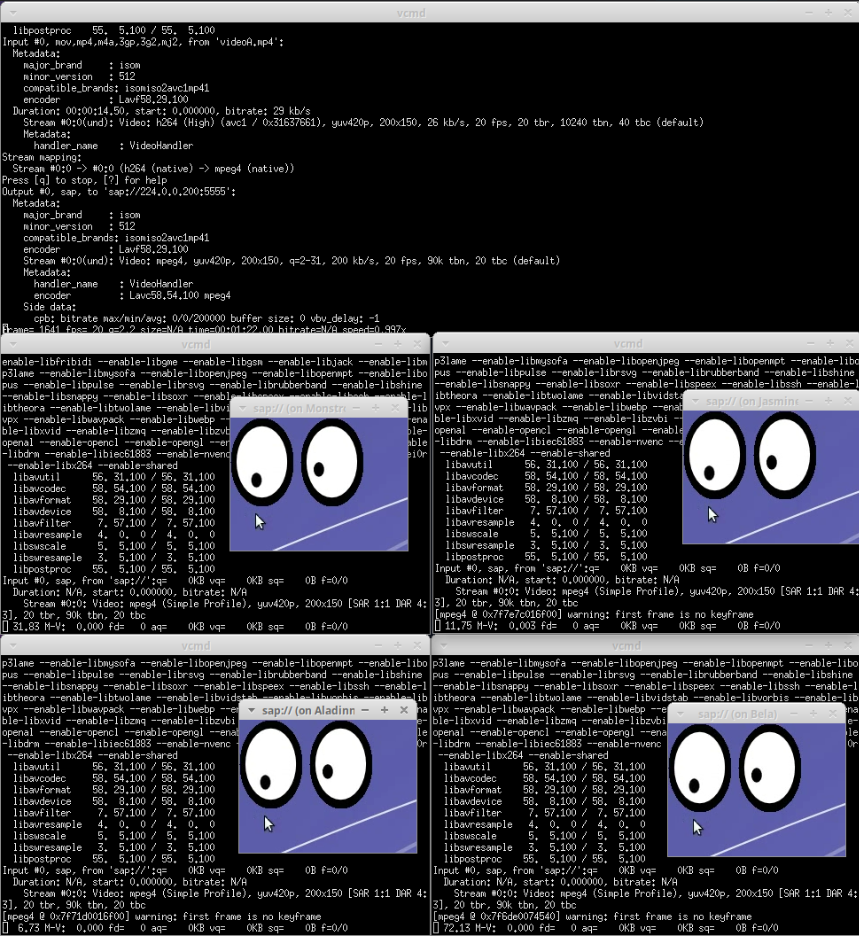 vcmd
libpostproc 55. 5.100 / 55. 5.100
Input #0, mov,mp4,m4a,3gp,3g2,mj2, from 'videoA.mp4':
Metadata:
major_brand : isom
minor_version : 512
compatible_brands: isomiso2avc1mp41
encoder : Lavf58.29.100
Duration: 00:00:14.50, start: 0.000000, bitrate: 29 kb/s
Stream #0:0(und): Video: h264 (High) (avc1 / 0x31637661), yuv420p, 200x150, 26 kb/s, 20 fps, 20 tbr, 10240 tbn, 40 tbc (default)
Metadata:
handler_name : VideoHandler
Stream mapping:
Stream #0:0 -> #0:0 (h264 (native) -> mpeg4 (native))
Press [q] to stop, [?] for help
Output #0, sap, to 'sap://224.0.0.200:5555':
Metadata:
major_brand : isom
minor_version : 512
compatible_brands: isomiso2avc1mp41
encoder : Lavf58.29.100
Stream #0:0(und): Video: mpeg4, yuv420p, 200x150, q=2-31, 200 kb/s, 20 fps, 90k tbn, 20 tbc (default)
Metadata:
handler_name : VideoHandler
encoder : Lavc58.54.100 mpeg4
Side data:
cpb: bitrate max/min/avg: 0/0/200000 buffer size: 0 vbv_delay: -1
frame= 1641 fps= 20 q=2.2 size=N/A time=00:01:22.00 bitrate=N/A speed=0.997x
vcmd
enable-libfribidi --enable-libgme --enable-libgsm --enable-libjack --enable-libm
p3lame --enable-libmysofa --enable-libopenjpeg --enable-libopenmpt --enable-libo
pus --enable-libpulse --enable-librsvg --enable-librubberband --enable-libshine
--enable-libsnappy --enable-libsoxr --enable-libspeex --enable-libssh --enable-l
ibtheora --enable-libtwolame --enable-libvi
vpx --enable-libwavpack --enable-libwebp
ble-libxvid --enable-libzmq --enable-libzvb
openal --enable-opencl --enable-opengl --
-libdrm --enable-libiec61883 --enable-nven
--enable-libx264 --enable-shared
libavutil 56. 31.100 / 56. 31.100
libavcodec 58. 54.100 / 58. 54.100
libavformat 58. 29.100 / 58. 29.100
libavdevice 58. 8.100 / 58. 8.100
libavfilter 7. 57.100 / 7. 57.100
libavresample 4. 0. 0 / 4. 0. 0
libswscale 5. 5.100 / 5. 5.100
libswresample 3. 3.100 / 3. 3.100
libpostproc 55. 5.100 / 55. 5.100
Input #0, sap, from 'sap://':q= 0KB vq= 0KB sq= 0B f=0/0
Duration: N/A, start: 0.000000, bitrate: N/A
Stream #0:0: Video: mpeg4 (Simple Profile), yuv420p, 200x150 [SAR 1:1 DAR 4:
3], 20 tbr, 90k tbn, 20 tbc
31.83 M-V: 0.000 fd= 0 aq= 0KB vq= 0KB sq= 0B f=0/0
sap:// (on Monstro
vcmd
p3lame --enable-libmysofa --enable-libopenjpeg --enable-libopenmpt --enable-libo
pus --enable-libpulse --enable-librsvg --enable-librubberband --enable-libshine
--enable-libsnappy --enable-libsoxr --enable-libspeex --enable-libssh --enable-l
ibtheora --enable-libtwolame --enable-libvidsta
vpx --enable-libwavpack --enable-libwebp --enab
ble-libxvid --enable-libzmq --enable-libzvbi --
openal --enable-opencl --enable-opengl --enable
-libdrm --enable-libiec61883 --enable-nvenc --e
--enable-libx264 --enable-shared
libavutil 56. 31.100 / 56. 31.100
libavcodec 58. 54.100 / 58. 54.100
libavformat 58. 29.100 / 58. 29.100
libavdevice 58. 8.100 / 58. 8.100
libavfilter 7. 57.100 / 7. 57.100
libavresample 4. 0. 0 / 4. 0. 0
libswscale 5. 5.100 / 5. 5.100
libswresample 3. 3.100 / 3. 3.100
libpostproc 55. 5.100 / 55. 5.100
Input #0, sap, from 'sap://':q= 0KB vq= 0KB sq= 0B f=0/0
Duration: N/A, start: 0.000000, bitrate: N/A
Stream #0:0: Video: mpeg4 (Simple Profile), yuv420p, 200x150 [SAR 1:1 DAR 4:
3], 20 tbr, 90k tbn, 20 tbc
[mpeg4 @ 0x7f7e7c016f00] warning: first frame is no keyframe
11.75 M-V: 0.003 fd= 0 aq= 0KB vq= 0KB sq= 0B f=0/0
sap:// (on Jasmine
vcmd
p3lame --enable-libmysofa --enable-libopenjpeg --enable-libopenmpt --enable-libo
pus --enable-libpulse --enable-librsvg --enable-librubberband --enable-libshine
--enable-libsnappy --enable-libsoxr --enable-libspeex --enable-libssh --enable-l
ibtheora --enable-libtwolame --enable-libvidstab --enable-libvorbis --enable-lib
vpx --enable-libwavpack --enable-libwebp
ble-libxvid --enable-libzmq --enable-libzvbi
openal --enable-opencl --enable-opengl --e
-libdrm --enable-libiec61883 --enable-nvenc
--enable-libx264 --enable-shared
libavutil 56. 31.100 / 56. 31.100
libavcodec 58. 54.100 / 58. 54.100
libavformat 58. 29.100 / 58. 29.100
libavdevice 58. 8.100 / 58. 8.100
libavfilter 7. 57.100 / 7. 57.100
libavresample 4. 0. 0 / 4. 0. 0
libswscale 5. 5.100 / 5. 5.100
libswresample 3. 3.100 / 3. 3.100
libpostproc 55. 5.100 / 55. 5.100
Input #0, sap, from 'sap://':q= 0KB vq= 0KB sq= 0B f=0/0
Duration: N/A, start: 0.000000, bitrate: N/A
Stream #0:0: Video: mpeg4 (Simple Profile), yuv420p, 200x150 [SAR 1:1 DAR 4:
3], 20 tbr, 90k tbn, 20 tbc
[mpeg4 @ 0x7f71d0016f00] warning: first frame is no keyframe
6.73 M-V: 0.000 fd= 0 aq= 0KB vq= 0KB sq= 0B f=0/0
sap:// (on Aladinn
vcmd
p3lame --enable-libmysofa --enable-libopenjpeg --enable-libopenmpt --enable-libo
pus --enable-libpulse --enable-librsvg --enable-librubberband --enable-libshine
--enable-libsnappy --enable-libsoxr --enable-libspeex --enable-libssh --enable-l
ibtheora --enable-libtwolame --enable-libvidstab --enable-libvorbis --enable-lib
vpx --enable-libwavpack --enable-libwebp
ble-libxvid --enable-libzmq --enable-libzvbi
openal --enable-opencl --enable-opengl --e
-libdrm --enable-libiec61883 --enable-nvenc
--enable-libx264 --enable-shared
libavutil 56. 31.100 / 56. 31.100
libavcodec 58. 54.100 / 58. 54.100
libavformat 58. 29.100 / 58. 29.100
libavdevice 58. 8.100 / 58. 8.100
libavfilter 7. 57.100 / 7. 57.100
libavresample 4. 0. 0 / 4. 0. 0
libswscale 5. 5.100 / 5. 5.100
libswresample 3. 3.100 / 3. 3.100
libpostproc 55. 5.100 / 55. 5.100
Input #0, sap, from 'sap://':q= 0KB vq= 0KB sq= 0B f=0/0
Duration: N/A, start: 0.000000, bitrate: N/A
Stream #0:0: Video: mpeg4 (Simple Profile), yuv420p, 200x150 [SAR 1:1 DAR 4:
3], 20 tbr, 90k tbn, 20 tbc
[mpeg4 @ 0x7f6de0074540] warning: first frame is no keyframe
72.13 M-V: 0.000 fd= 0 aq= 0KB vq= 0KB sq= 0B f=0/0
sap:// (on Bela)